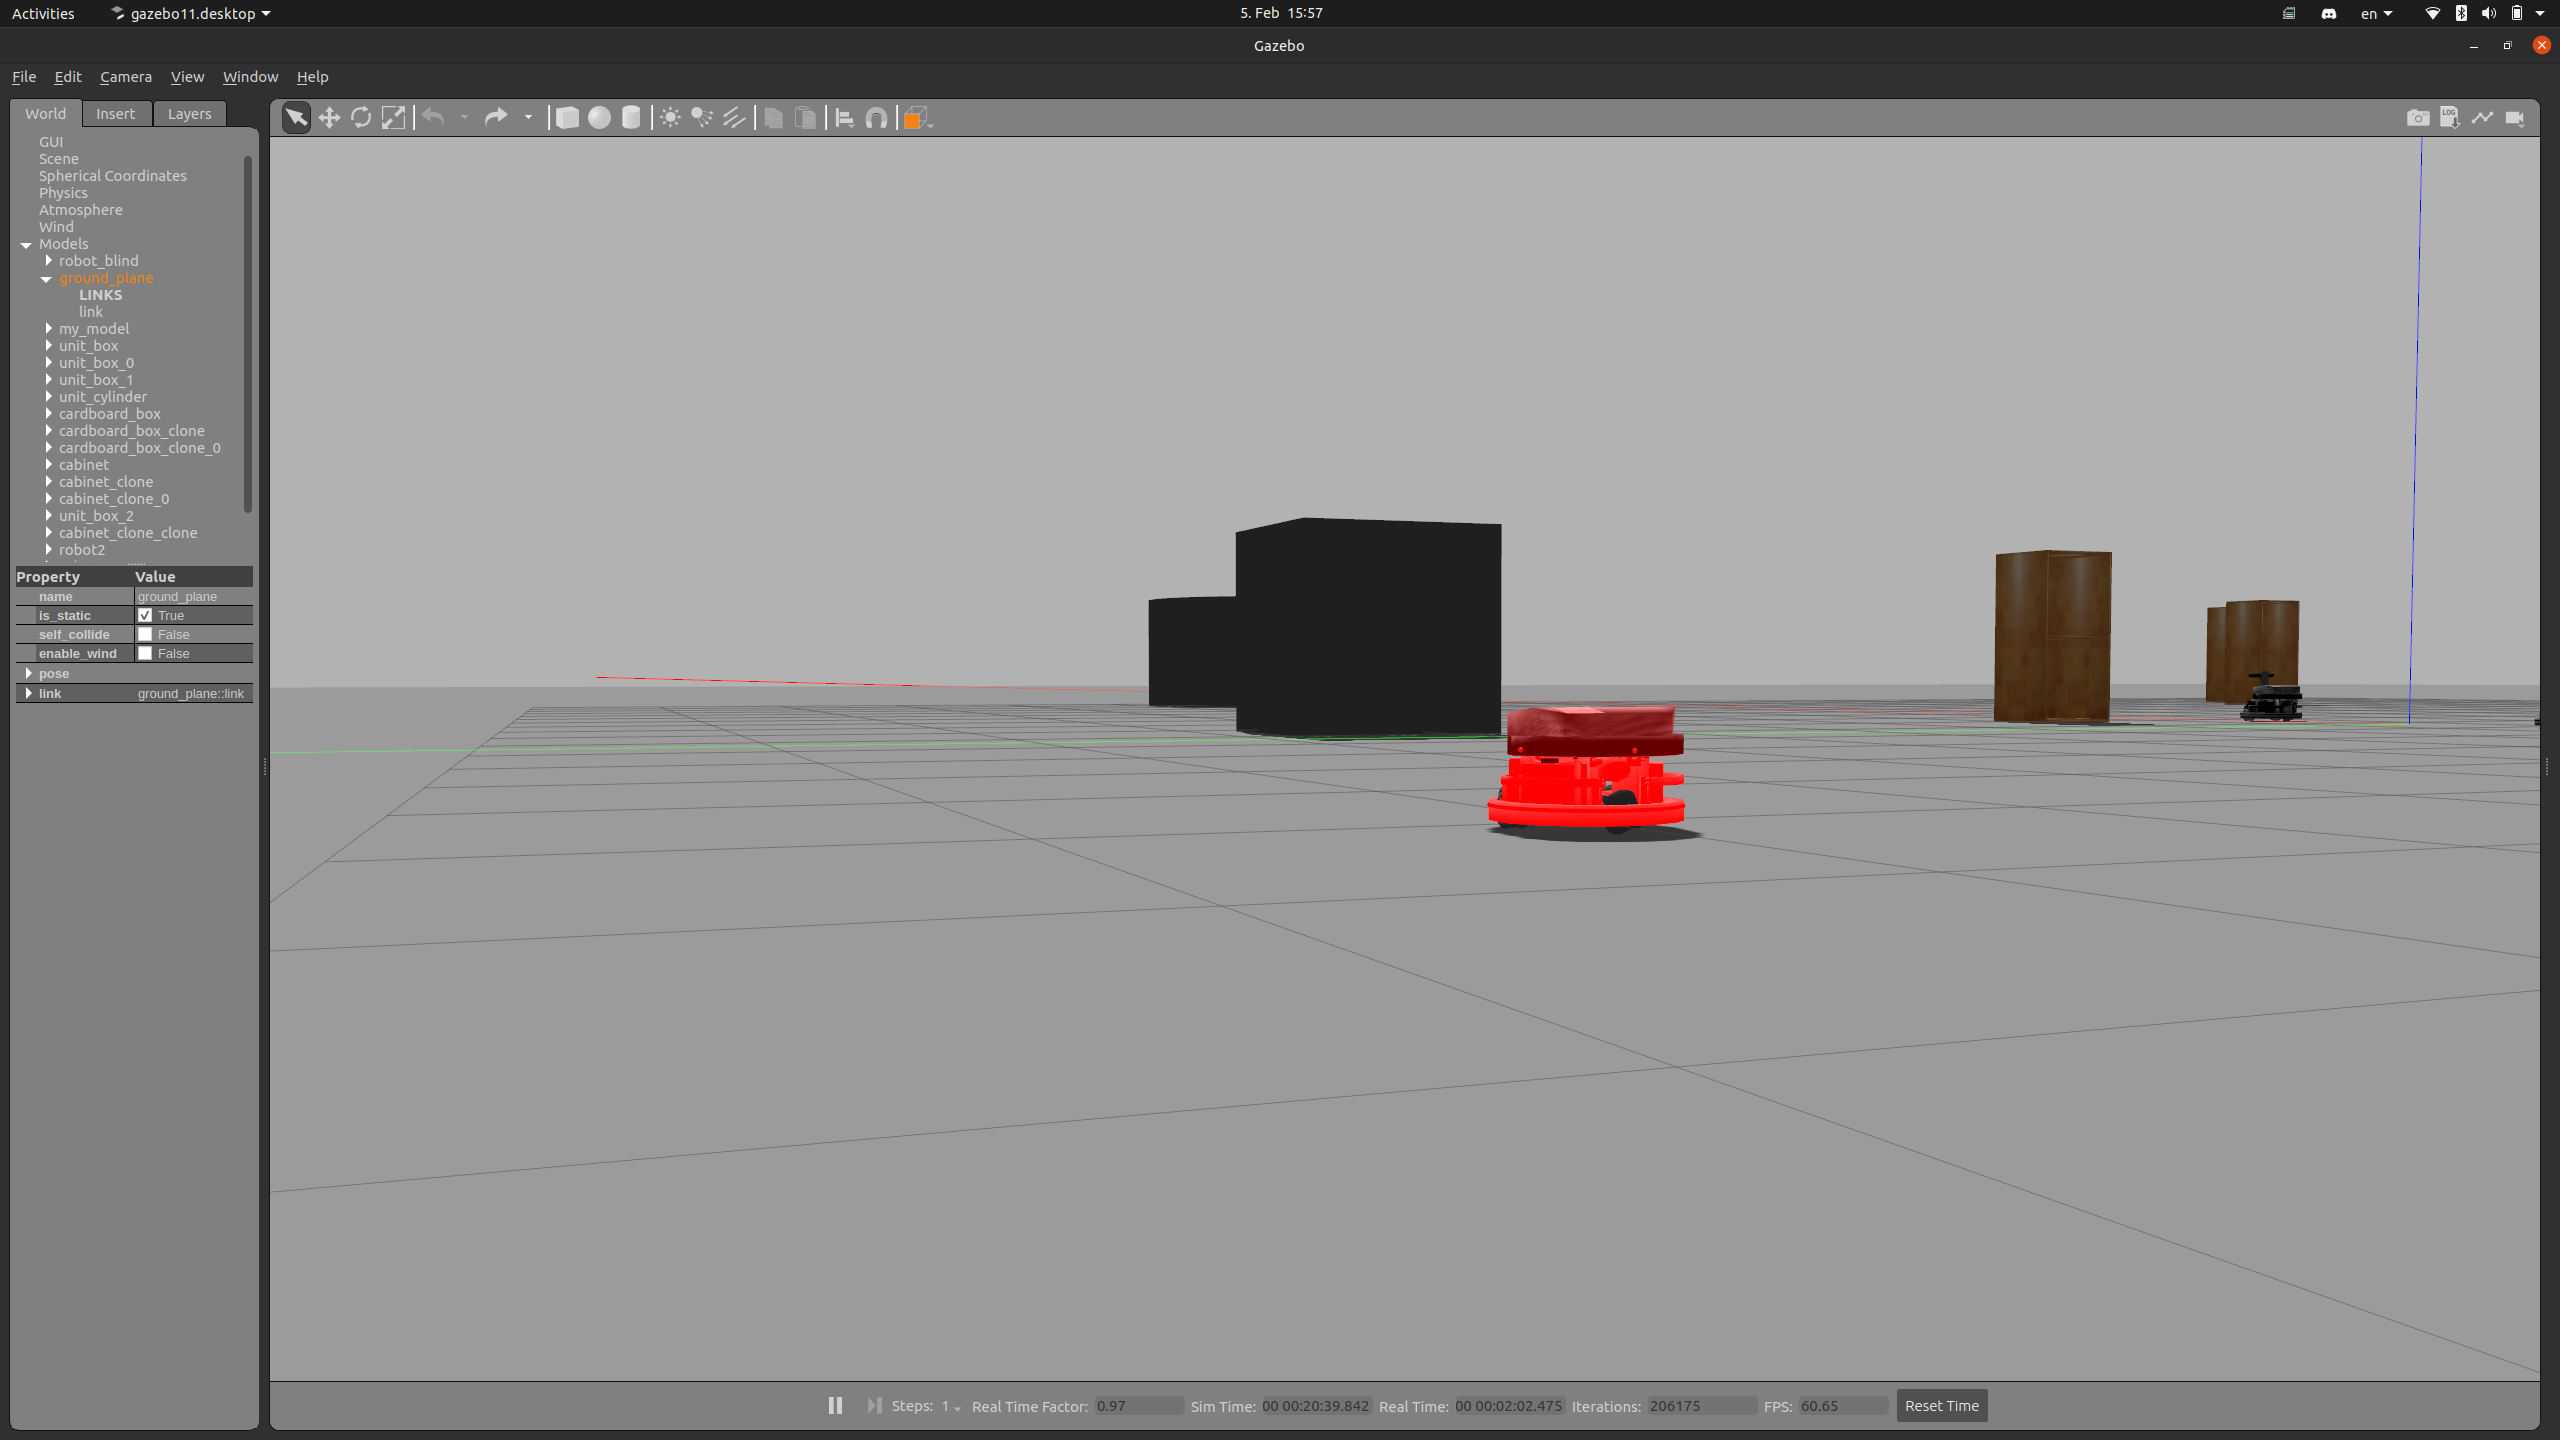 Activities gazebo11.desktop 5. Feb 15:57 en
Gazebo
File Edit Camera View Window Help
World Insert Layers
LOG
GUI
Scene
Spherical Coordinates
Physics
Atmosphere
Wind
Models
robot_blind
ground_plane
LINKS
link
my_model
unit_box
unit_box_0
unit_box_1
unit_cylinder
cardboard_box
cardboard_box_clone
cardboard_box_clone_0
cabinet
cabinet_clone
cabinet_clone_0
unit_box_2
cabinet_clone_clone
robot2
Property Value
name ground_plane
is_static True
self_collide False
enable_wind False
pose
link ground_plane::link
Steps: 1 Real Time Factor: 0.97 Sim Time: 00 00:20:39.842 Real Time: 00 00:02:02.475 Iterations: 206175 FPS: 60.65 Reset Time